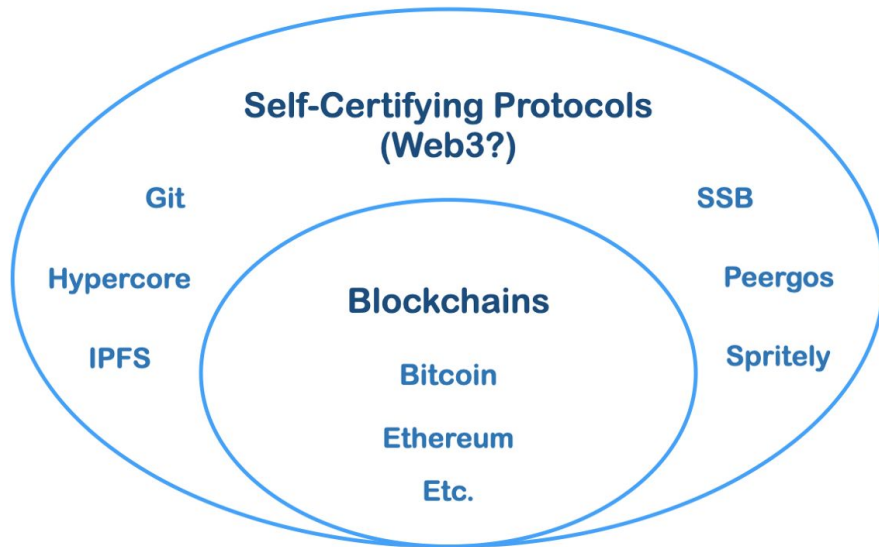 Self-Certifying Protocols
(Web3?)
Git
SSB
Hypercore
Peergos
IPFS
Spritely
Blockchains
Bitcoin
Ethereum
Etc.